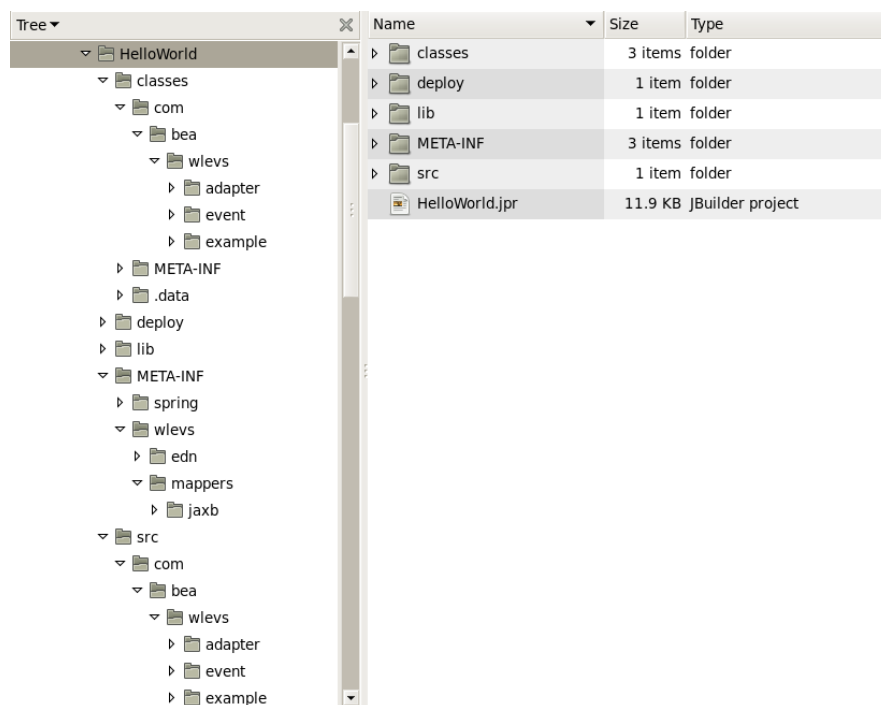 Tree
HelloWorld
classes
com
bea
wlevs
adapter
event
example
META-INF
.data
deploy
lib
META-INF
spring
wlevs
edn
mappers
jaxb
src
com
bea
wlevs
adapter
event
example
Name Size Type
classes 3 items folder
deploy 1 item folder
lib 1 item folder
META-INF 3 items folder
src 1 item folder
HelloWorld.jpr 11.9 KB JBuilder project